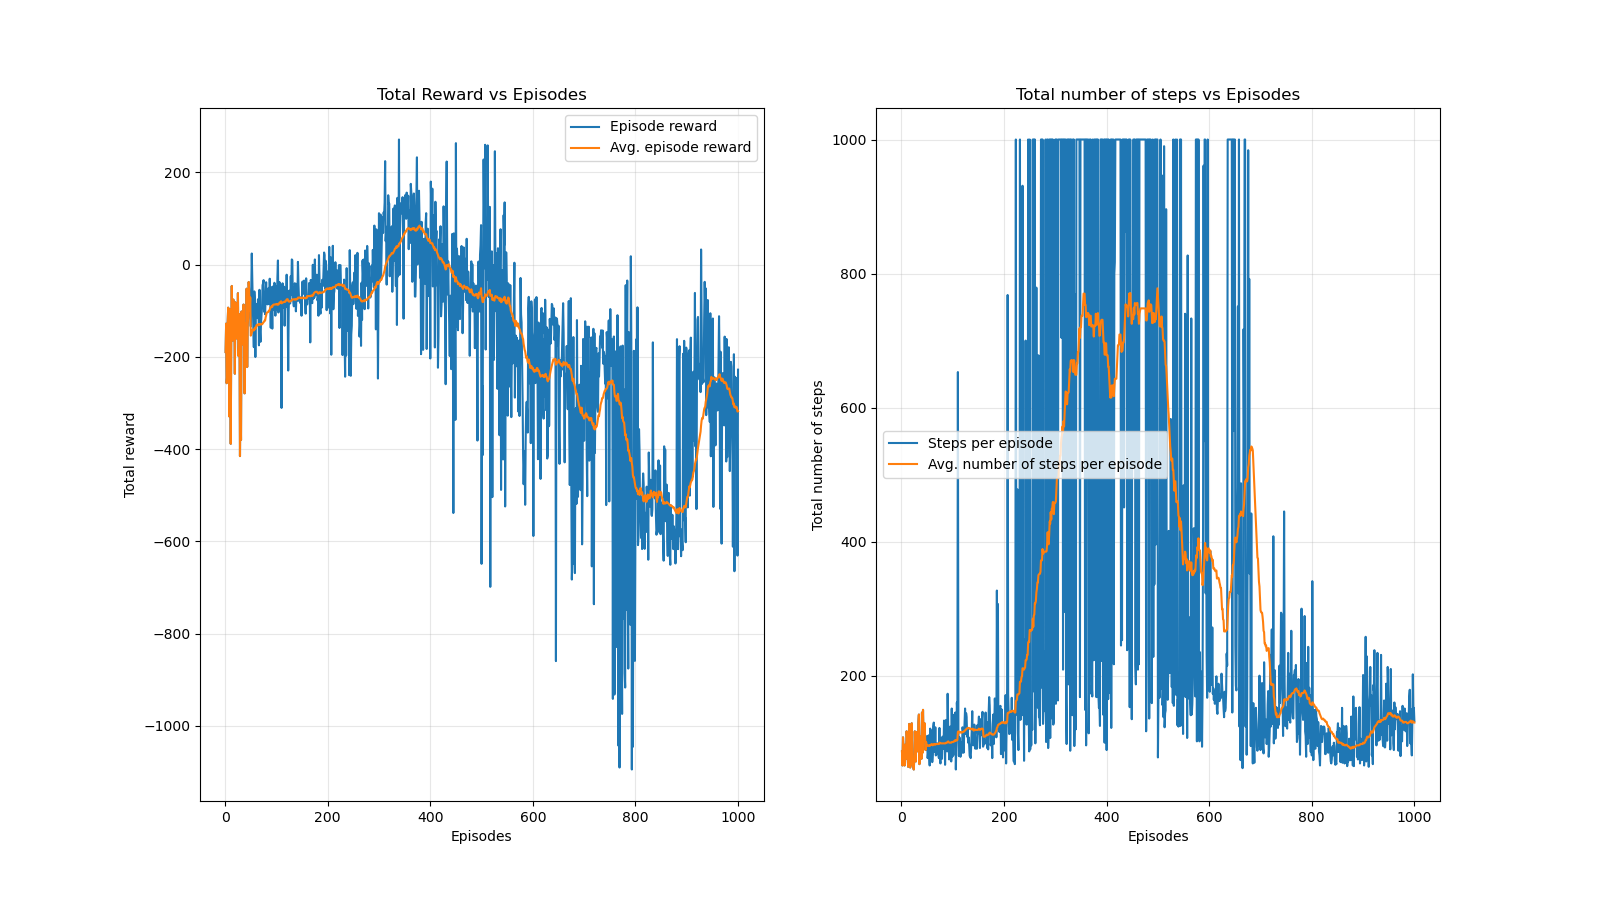 Total Reward vs Episodes
Episode reward
Avg. episode reward
200
0
−200
−400
−600
−800
−1000
Total reward
0
200
400
600
800
1000
Episodes
Total number of steps vs Episodes
Steps per episode
Avg. number of steps per episode
1000
800
600
400
200
Total number of steps
0
200
400
600
800
1000
Episodes